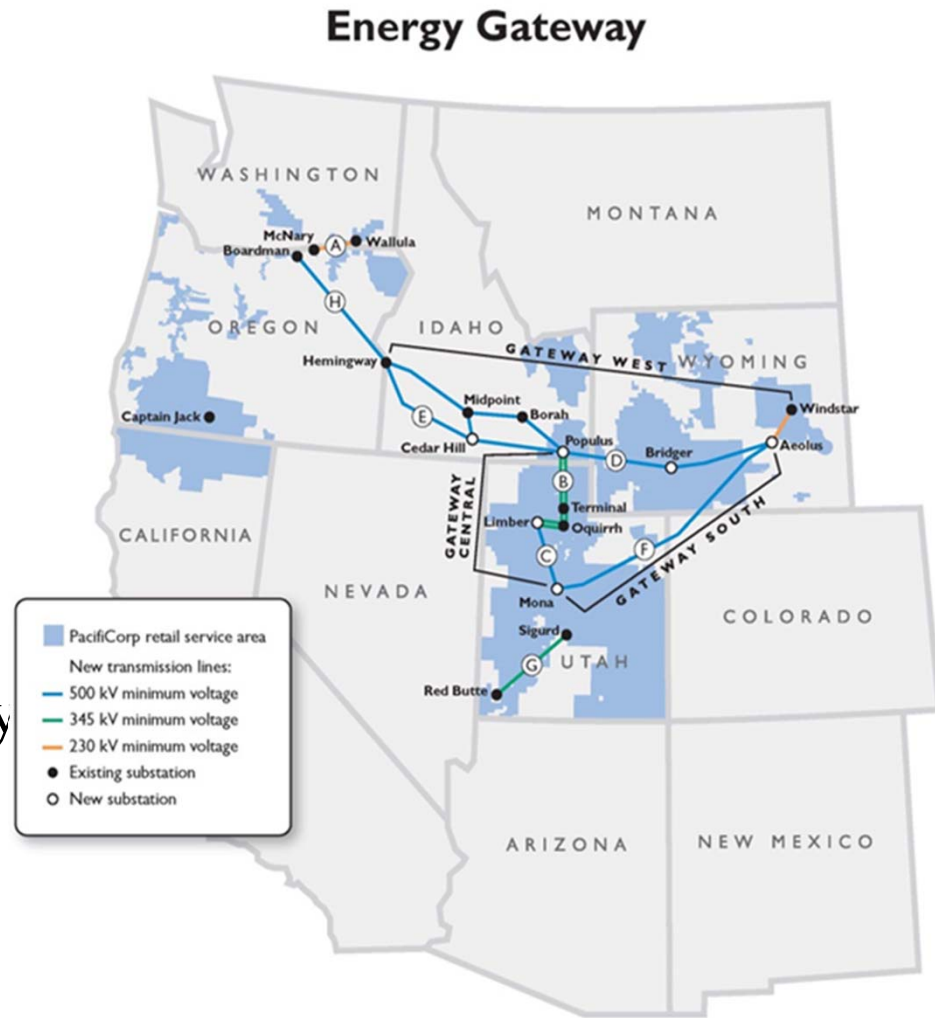 Energy Gateway
WASHINGTON
MONTANA
McNary
A
Wallula
Boardman
H
OREGON
IDAHO
GATEWAY WEST
WYOMING
Hemingway
Midpoint
Windstar
Captain Jack
E
Borah
Cedar Hill
Populus
D
Bridger
Aeolus
B
GATEWAY
CENTRAL
Terminal
Limber
Oquirrh
CALIFORNIA
C
F
GATEWAY SOUTH
NEVADA
Mona
COLORADO
Sigurd
G
UTAH
Red Butte
y
PacifiCorp retail service area
New transmission lines:
500 kV minimum voltage
345 kV minimum voltage
230 kV minimum voltage
Existing substation
New substation
ARIZONA
NEW MEXICO